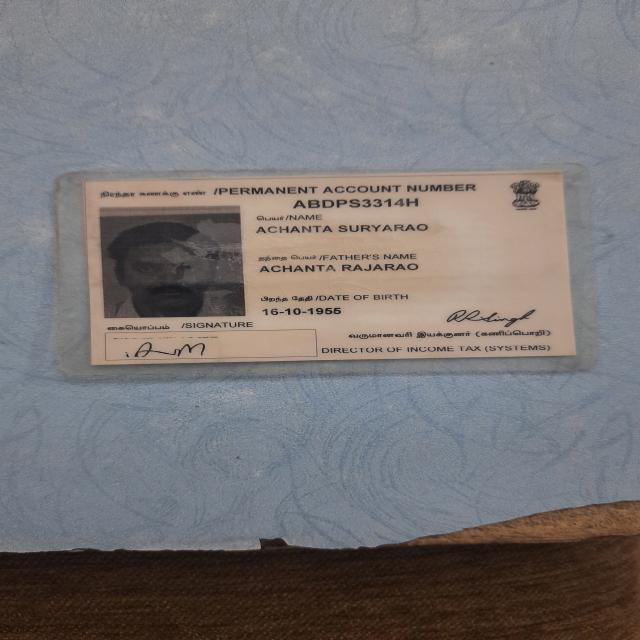 நிரந்தர கணக்கு எண் /PERMANENT ACCOUNT NUMBER
ABDPS3314H
பெயர் /NAME
ACHANTA SURYARAO
தந்தை பெயர் /FATHER'S NAME
ACHANTA RAJARAO
பிறந்த தேதி /DATE OF BIRTH
16-10-1955
கையொப்பம் /SIGNATURE
வருமானவரி இயக்குனர் (கணிப்பொறி)
DIRECTOR OF INCOME TAX (SYSTEMS)